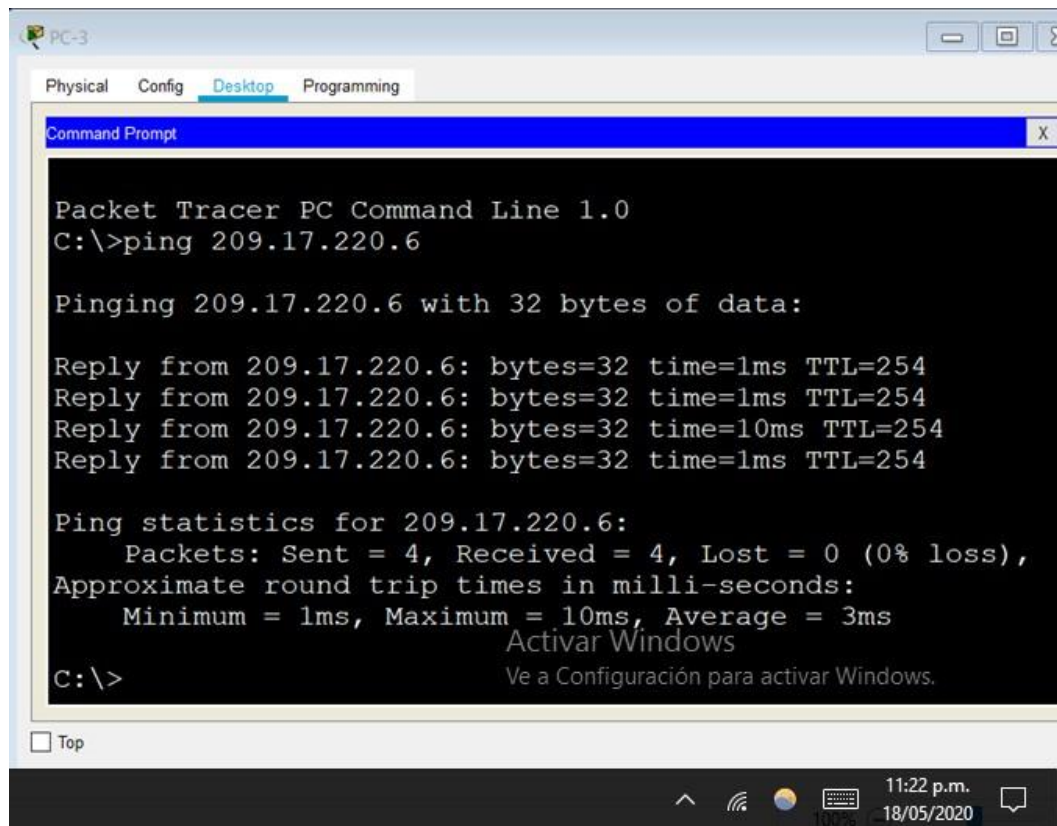 PC-3
Physical Config Desktop Programming
Command Prompt
X
Packet Tracer PC Command Line 1.0
C:\>ping 209.17.220.6
Pinging 209.17.220.6 with 32 bytes of data:
Reply from 209.17.220.6: bytes=32 time=1ms TTL=254
Reply from 209.17.220.6: bytes=32 time=1ms TTL=254
Reply from 209.17.220.6: bytes=32 time=10ms TTL=254
Reply from 209.17.220.6: bytes=32 time=1ms TTL=254
Ping statistics for 209.17.220.6:
Packets: Sent = 4, Received = 4, Lost = 0 (0% loss),
Approximate round trip times in milli-seconds:
Minimum = 1ms, Maximum = 10ms, Average = 3ms
Activar Windows
C:\>
Ve a Configuración para activar Windows.
Top
11:22 p.m.
100%
18/05/2020